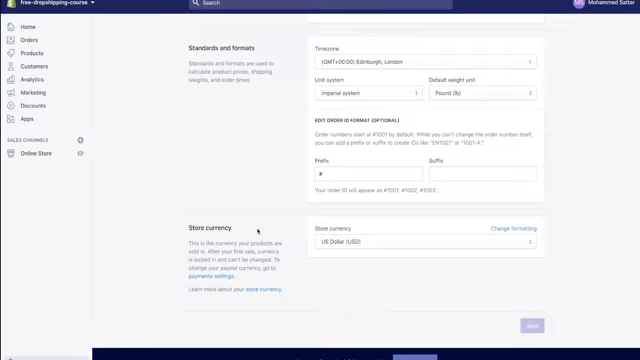 free-dropshipping-course
Search
MS
Mohammed Sattar
Home
Orders
Products
Customers
Analytics
Marketing
Discounts
Apps
SALES CHANNELS
Online Store
Standards and formats
Standards and formats are used to
calculate product prices, shipping
weights, and order times.
Timezone
(GMT+00:00) Edinburgh, London
Unit system
Default weight unit
Imperial system
Pound (lb)
EDIT ORDER ID FORMAT (OPTIONAL)
Order numbers start at #1001 by default. While you can't change the order number itself,
you can add a prefix or suffix to create IDs like "EN1001" or "1001-A."
Prefix
Suffix
#
Your order ID will appear as #1001, #1002, #1003...
Store currency
This is the currency your products are
sold in. After your first sale, currency
is locked in and can't be changed. To
change your payout currency, go to
payments settings.
Learn more about your store currency.
Store currency
Change formatting
US Dollar (USD)
Save